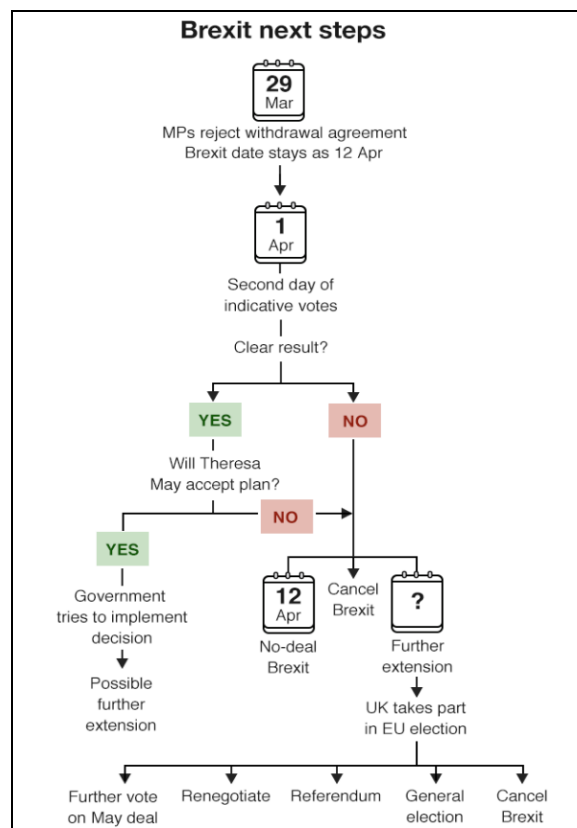 Brexit next steps
29
Mar
MPs reject withdrawal agreement
Brexit date stays as 12 Apr
1
Apr
Second day of
indicative votes
Clear result?
YES
NO
Will Theresa
May accept plan?
NO
YES
Government
tries to implement
decision
Possible
further
extension
12
Apr
No-deal
Brexit
Cancel
Brexit
?
Further
extension
UK takes part
in EU election
Further vote
on May deal
Renegotiate
Referendum
General
election
Cancel
Brexit